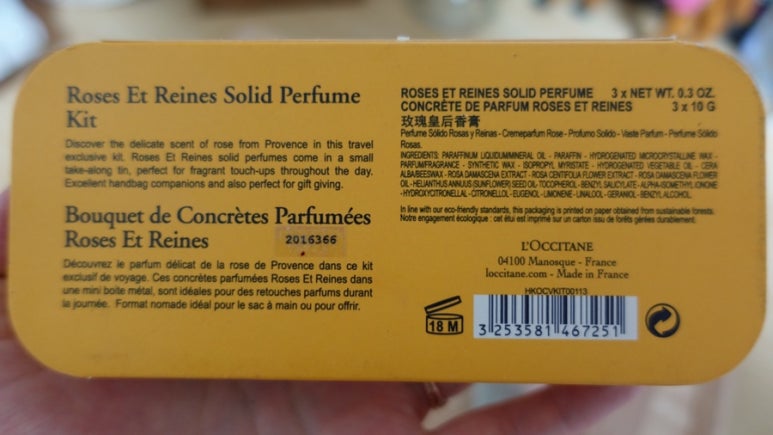 Roses Et Reines Solid Perfume
Kit
Discover the delicate scent of rose from Provence in this travel
exclusive kit. Roses Et Reines solid perfumes come in a small
take-along tin, perfect for fragrant touch-ups throughout the day.
Excellent handbag companions and also perfect for gift giving.
Bouquet de Concrètes Parfumées
Roses Et Reines
2016366
Découvrez le parfum délicat de la rose de Provence dans ce kit
exclusif de voyage. Ces concrètes parfumées Roses Et Reines dans
une mini boite métal, sont idéales pour des retouches parfums durant
la journée. Format nomade idéal pour le sac à main ou pour offrir.
ROSES ET REINES SOLID PERFUME 3 x NET WT. 0.3 OZ.
CONCRÈTE DE PARFUM ROSES ET REINES 3 x 10 G
玫瑰皇后香膏
Perfume Sólido Rosas y Reinas - Cremeparfum Rose - Profumo Solido - Vaste Parfum - Perfume Sólido
Rosas.
INGREDIENTS: PARAFFINUM LIQUIDUM/MINERAL OIL - PARAFFIN - HYDROGENATED MICROCRYSTALLINE WAX -
PARFUM/FRAGRANCE - SYNTHETIC WAX - ISOPROPYL MYRISTATE - HYDROGENATED VEGETABLE OIL - CERA
ALBA/BEESWAX - ROSA DAMASCENA EXTRACT - ROSA CENTIFOLIA FLOWER EXTRACT - ROSA DAMASCENA FLOWER
OIL - HELIANTHUS ANNUUS (SUNFLOWER) SEED OIL - TOCOPHEROL - BENZYL SALICYLATE - ALPHA-ISOMETHYL IONONE
- HYDROXYCITRONELLAL - CITRONELLOL - EUGENOL - LIMONENE - LINALOOL - GERANIOL - BENZYL ALCOHOL.
In line with our eco-friendly standards, this packaging is printed on paper obtained from sustainable forests.
Notre engagement écologique : cet étui est imprimé sur un carton issu de forêts gérées durablement.
L'OCCITANE
04100 Manosque - France
loccitane.com - Made in France
HKOCVKIT00113
18 M
3 253581 467251